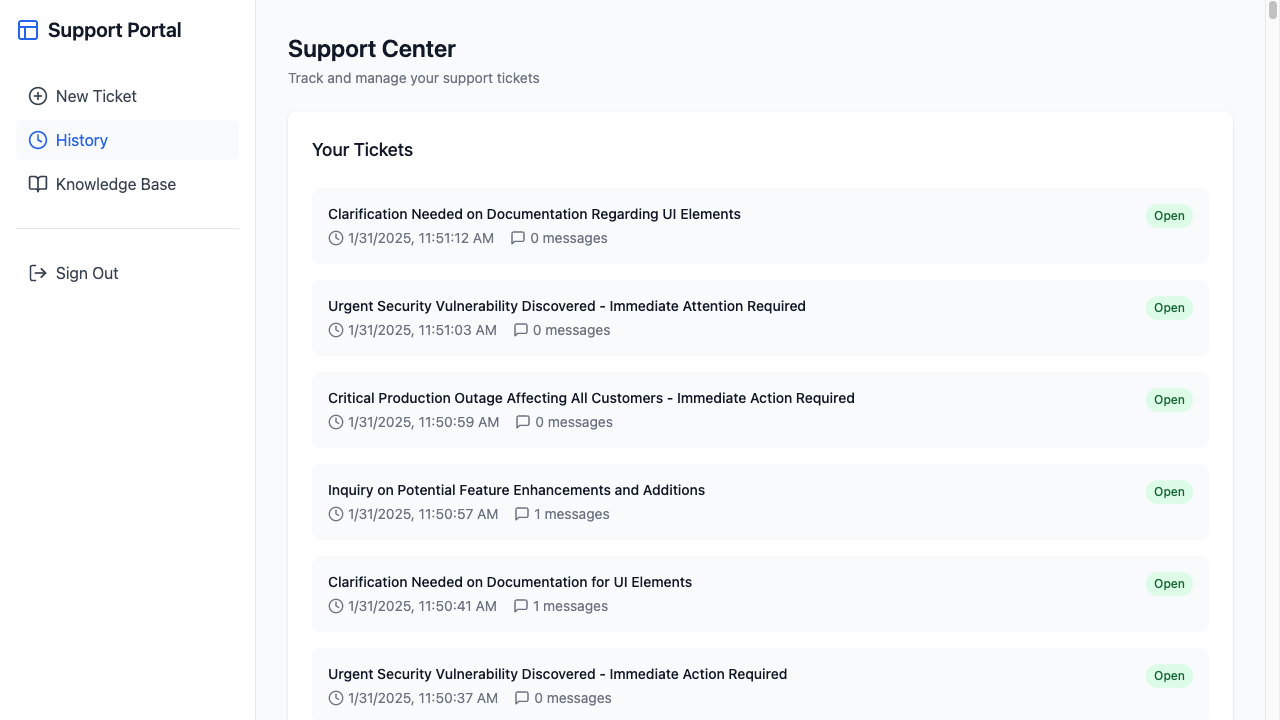 Support Portal
New Ticket
History
Knowledge Base
Sign Out
Support Center
Track and manage your support tickets
Your Tickets
Clarification Needed on Documentation Regarding UI Elements
Open
1/31/2025, 11:51:12 AM 0 messages
Urgent Security Vulnerability Discovered - Immediate Attention Required
Open
1/31/2025, 11:51:03 AM 0 messages
Critical Production Outage Affecting All Customers - Immediate Action Required
Open
1/31/2025, 11:50:59 AM 0 messages
Inquiry on Potential Feature Enhancements and Additions
Open
1/31/2025, 11:50:57 AM 1 messages
Clarification Needed on Documentation for UI Elements
Open
1/31/2025, 11:50:41 AM 1 messages
Urgent Security Vulnerability Discovered - Immediate Action Required
Open
1/31/2025, 11:50:37 AM 0 messages